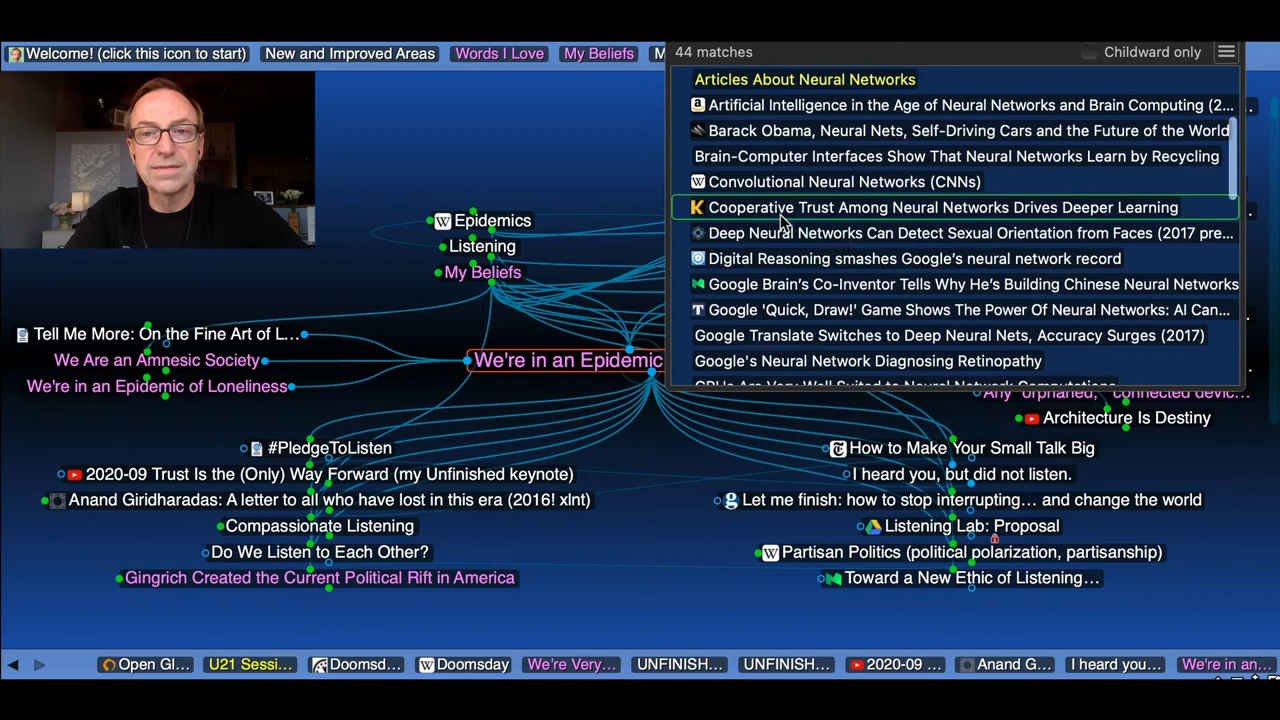 Welcome! (click this icon to start)
New and Improved Areas
Words I Love
My Beliefs
44 matches
Childward only
Articles About Neural Networks
Artificial Intelligence in the Age of Neural Networks and Brain Computing (2...
Barack Obama, Neural Nets, Self-Driving Cars and the Future of the World
Brain-Computer Interfaces Show That Neural Networks Learn by Recycling
Convolutional Neural Networks (CNNs)
Cooperative Trust Among Neural Networks Drives Deeper Learning
Deep Neural Networks Can Detect Sexual Orientation from Faces (2017 pre...
Digital Reasoning smashes Google's neural network record
Google Brain's Co-Inventor Tells Why He's Building Chinese Neural Networks
Google 'Quick, Draw!' Game Shows The Power Of Neural Networks: AI Can...
Google Translate Switches to Deep Neural Nets, Accuracy Surges (2017)
Google's Neural Network Diagnosing Retinopathy
GPUs Are Very Well Suited to Neural Network Computations
Epidemics
Listening
My Beliefs
Tell Me More: On the Fine Art of L...
We Are an Amnesic Society
We're in an Epidemic of Loneliness
We're in an Epidemic
Any "orphaned," connected devic...
Architecture Is Destiny
#PledgeToListen
2020-09 Trust Is the (Only) Way Forward (my Unfinished keynote)
Anand Giridharadas: A letter to all who have lost in this era (2016! xlnt)
Compassionate Listening
Do We Listen to Each Other?
Gingrich Created the Current Political Rift in America
How to Make Your Small Talk Big
I heard you, but did not listen.
Let me finish: how to stop interrupting... and change the world
Listening Lab: Proposal
Partisan Politics (political polarization, partisanship)
Toward a New Ethic of Listening...
Open Gl...
U21 Sessi...
Doomsd...
Doomsday
We're Very...
UNFINISH...
UNFINISH...
2020-09 ...
Anand G...
I heard you...
We're in an...